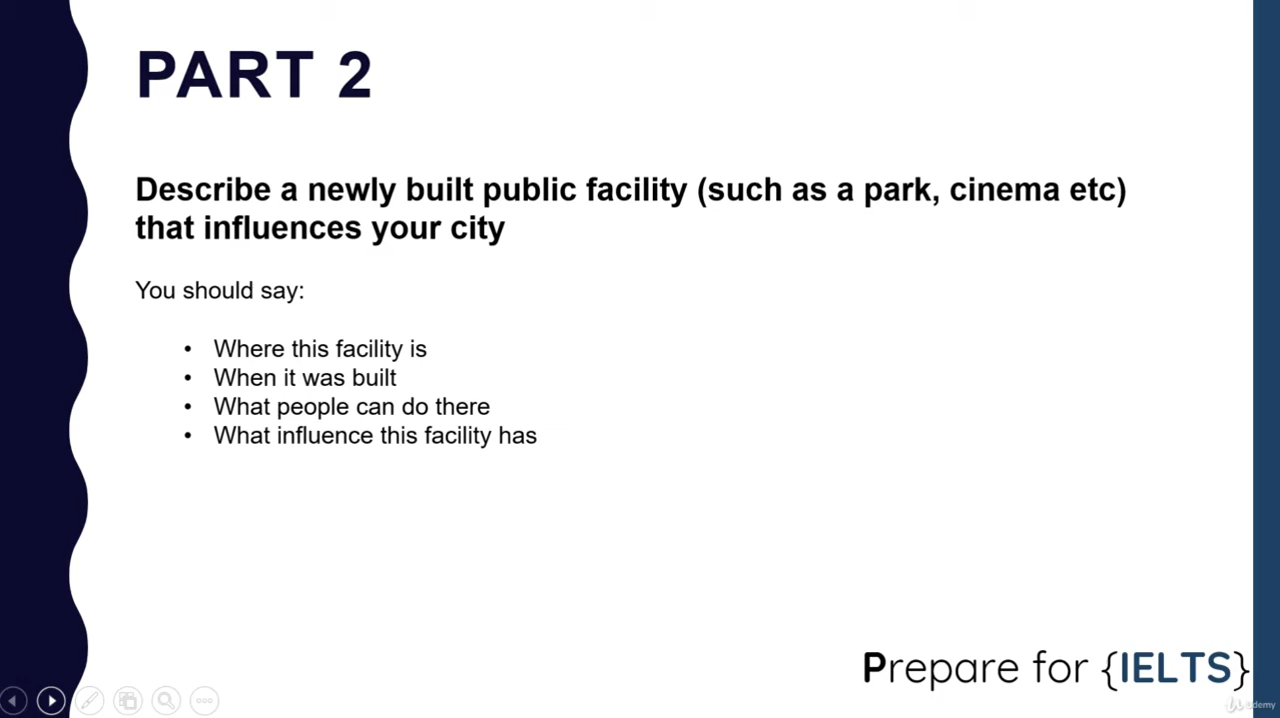 PART 2
Describe a newly built public facility (such as a park, cinema etc)
that influences your city
You should say:
• Where this facility is
• When it was built
• What people can do there
• What influence this facility has
Prepare for {IELTS}
Udemy